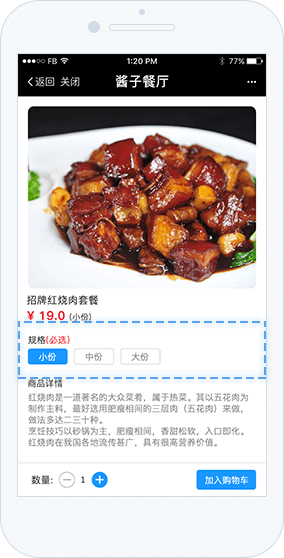 FB 1:20 PM 77%
返回 关闭 酱子餐厅
招牌红烧肉套餐
¥ 19.0 (小份)
规格(必选)
小份 中份 大份
商品详情
红烧肉是一道著名的大众菜肴，属于热菜。其以五花肉为
制作主料，最好选用肥瘦相间的三层肉（五花肉）来做，
做法多达二三十种。
烹饪技巧以砂锅为主，肥瘦相间，香甜松软，入口即化。
红烧肉在我国各地流传甚广，具有很高营养价值。
数量: 1 加入购物车